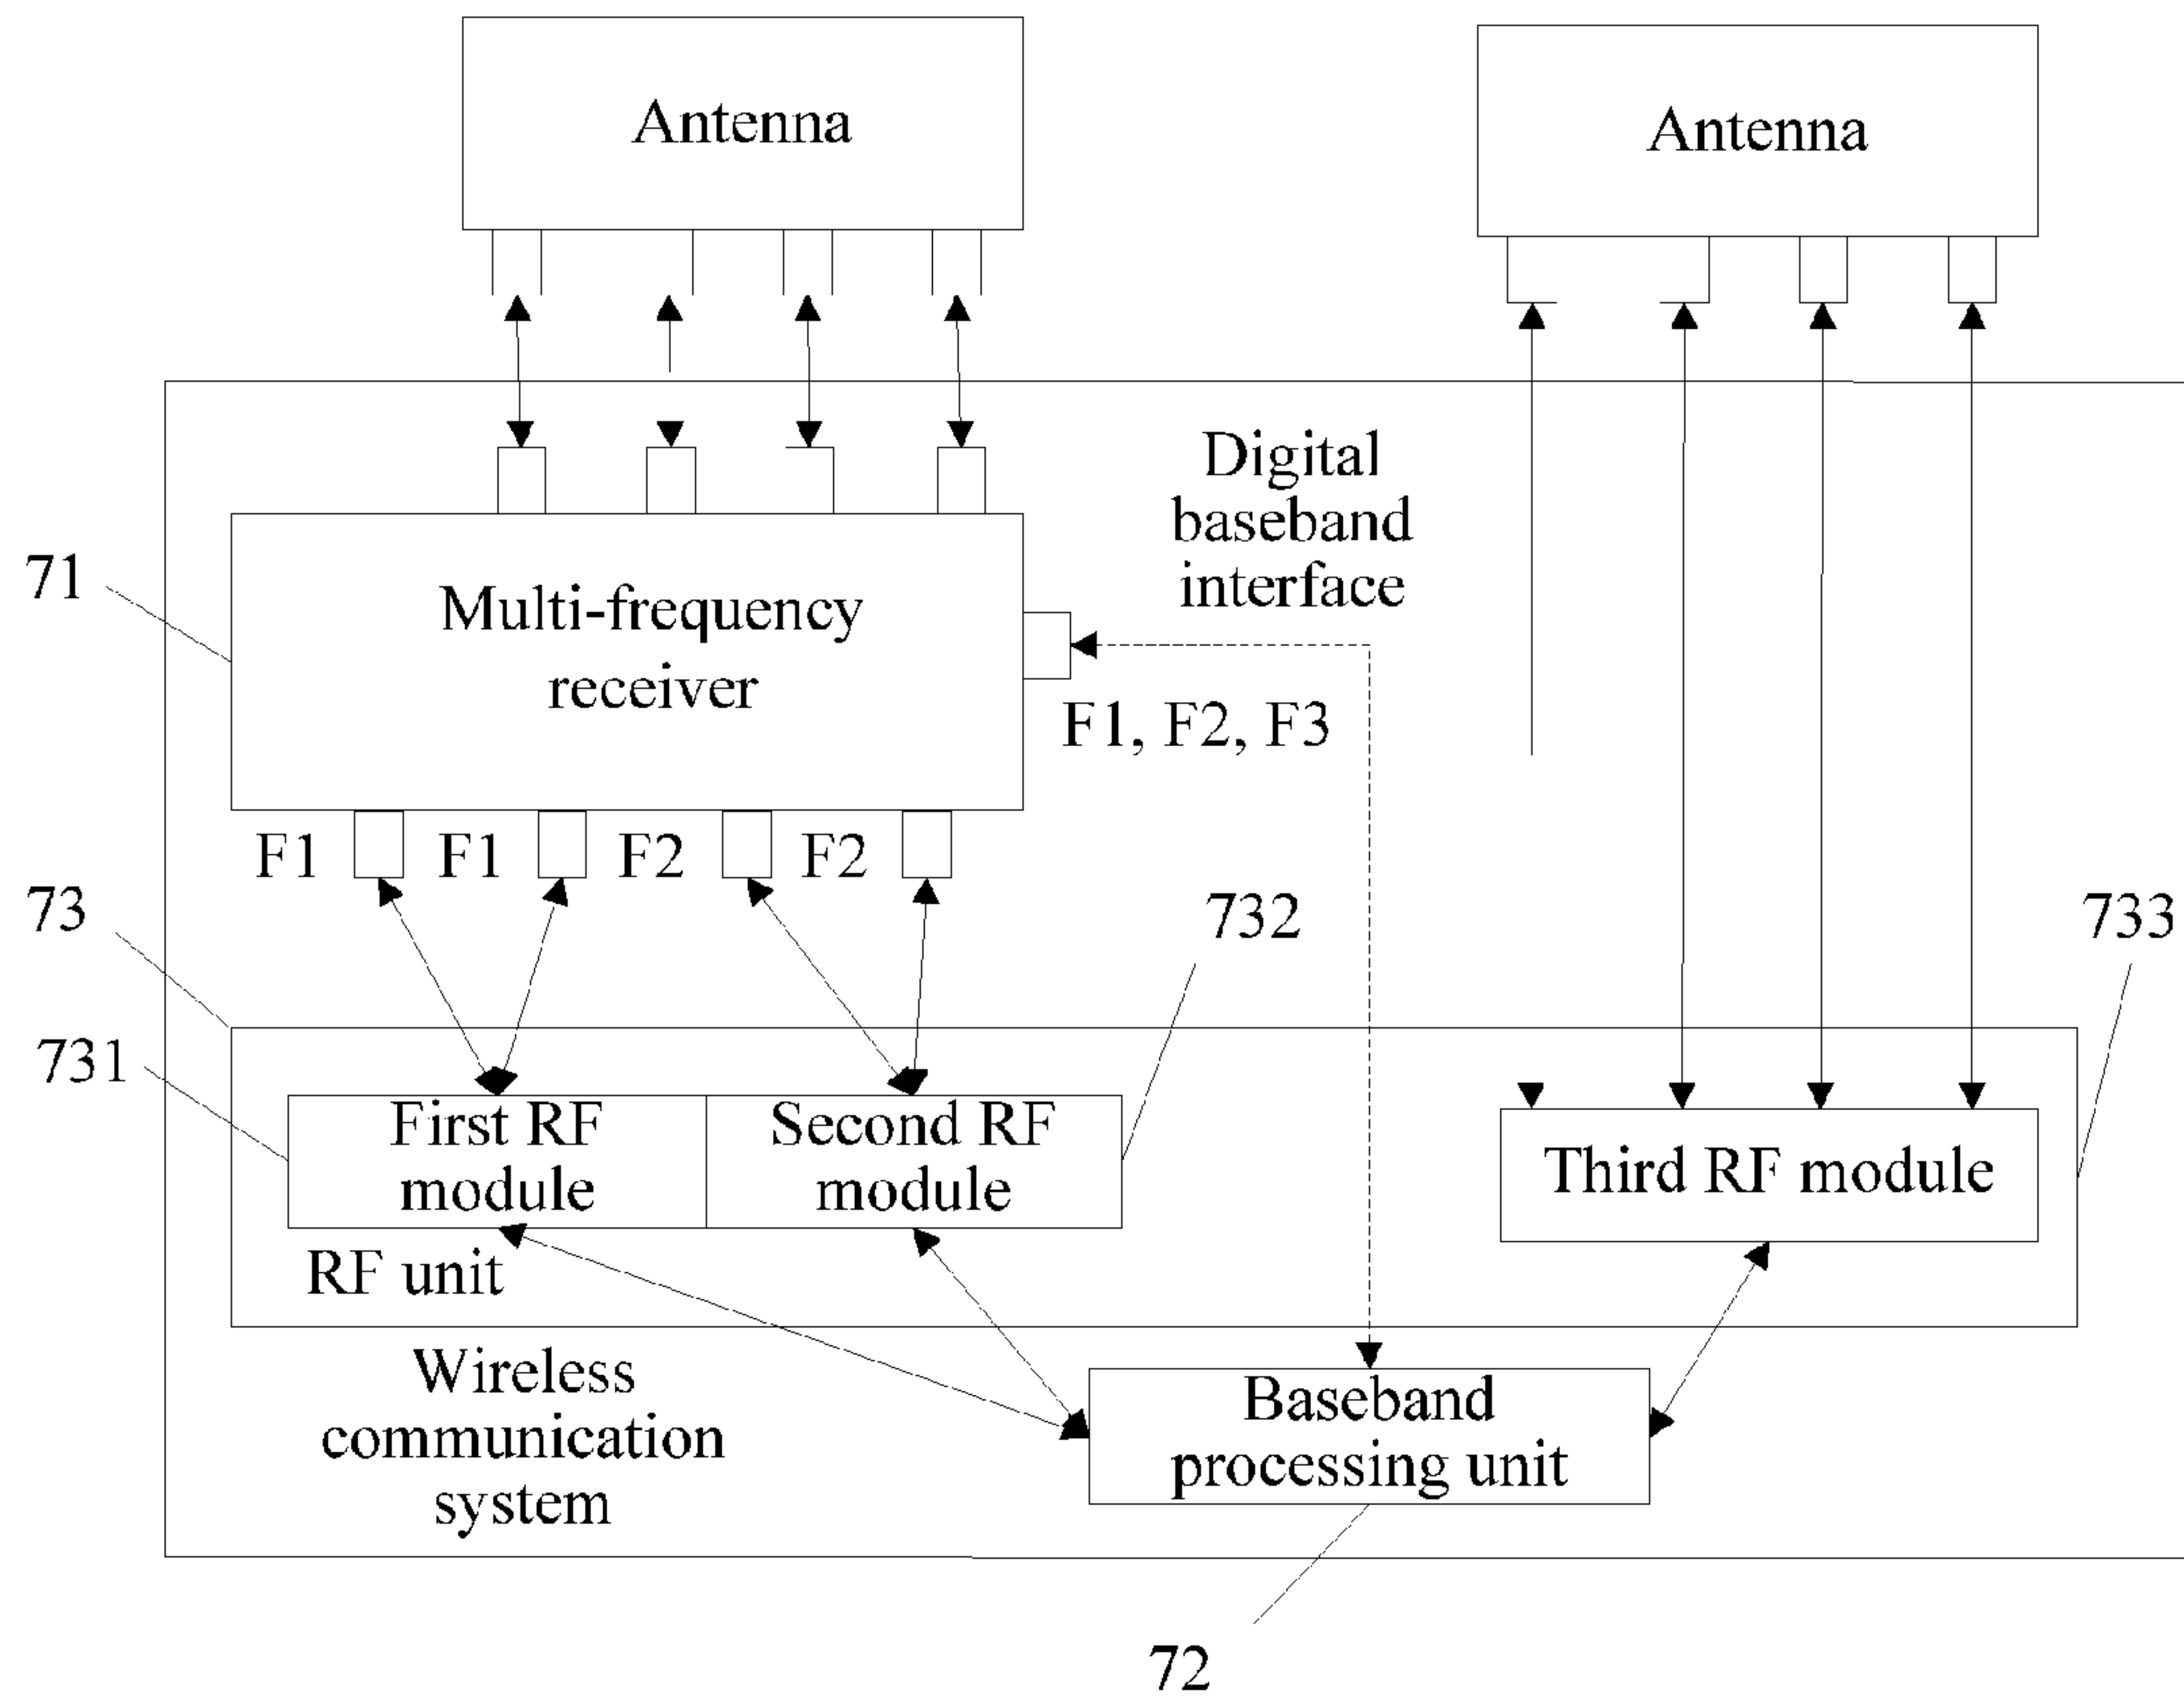 Antenna
Antenna
Digital
baseband
interface
71
Multi-frequency
receiver
F1, F2, F3
F1
F1
F2
F2
73
732
733
731
First RF
module
Second RF
module
Third RF module
RF unit
Wireless
communication
system
Baseband
processing unit
72